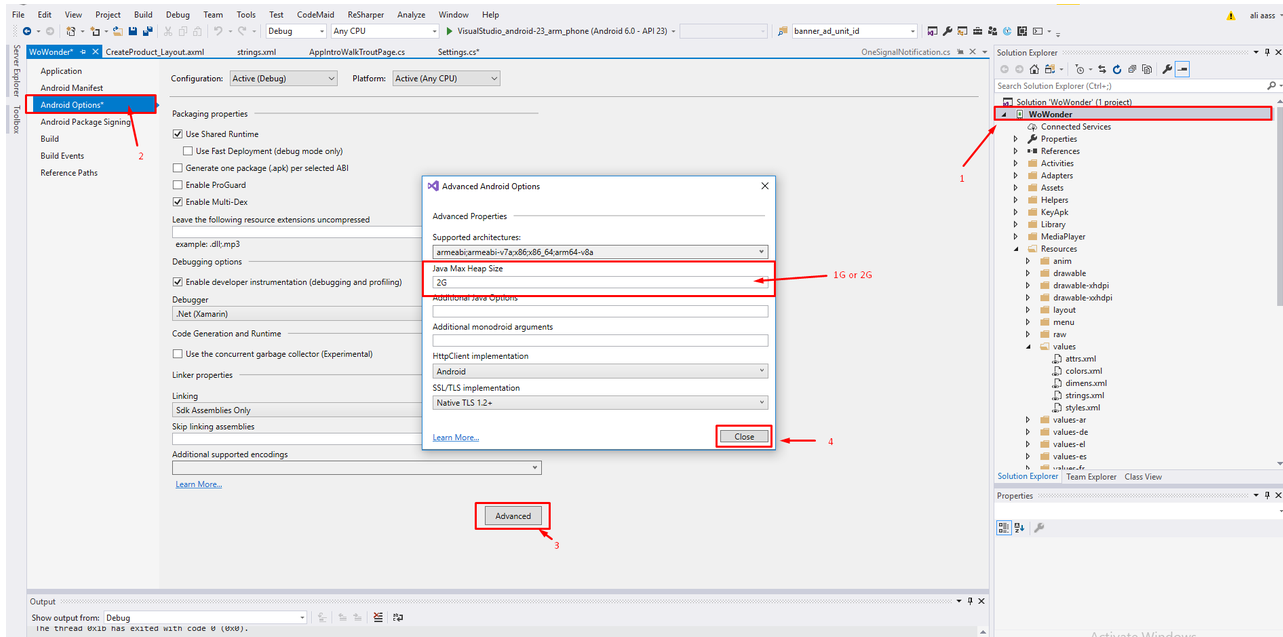 File Edit View Project Build Debug Team Tools Test CodeMaid ReSharper Analyze Window Help
ali aass
Debug Any CPU VisualStudio_android-23_arm_phone (Android 6.0 - API 23) banner_ad_unit_id
Server Explorer
Toolbox
WoWonder* CreateProduct_Layout.axml strings.xml AppIntroWalkTroutPage.cs Settings.cs* OneSignalNotification.cs
Application
Android Manifest
Android Options*
Android Package Signing
Build
Build Events
Reference Paths
2
Configuration: Active (Debug) Platform: Active (Any CPU)
Packaging properties
Use Shared Runtime
Use Fast Deployment (debug mode only)
Generate one package (.apk) per selected ABI
Enable ProGuard
Enable Multi-Dex
Leave the following resource extensions uncompressed
example: .dll;.mp3
Debugging options
Enable developer instrumentation (debugging and profiling)
Debugger
.Net (Xamarin)
Code Generation and Runtime
Use the concurrent garbage collector (Experimental)
Linker properties
Linking
Sdk Assemblies Only
Skip linking assemblies
Additional supported encodings
Learn More...
Advanced
3
Advanced Android Options
Advanced Properties
Supported architectures:
armeabi;armeabi-v7a;x86;x86_64;arm64-v8a
Java Max Heap Size
2G
1G or 2G
Additional Java Options
Additional monodroid arguments
HttpClient implementation
Android
SSL/TLS implementation
Native TLS 1.2+
Learn More...
Close
4
Solution Explorer
Search Solution Explorer (Ctrl+;)
Solution 'WoWonder' (1 project)
WoWonder
1
Connected Services
Properties
References
Activities
Adapters
Assets
Helpers
KeyApk
Library
MediaPlayer
Resources
anim
drawable
drawable-xhdpi
drawable-xxhdpi
layout
menu
raw
values
attrs.xml
colors.xml
dimens.xml
strings.xml
styles.xml
values-ar
values-de
values-el
values-es
values-fr
Solution Explorer Team Explorer Class View
Properties
Output
Show output from: Debug
The thread 0x1b has exited with code 0 (0x0).
Activate Windows